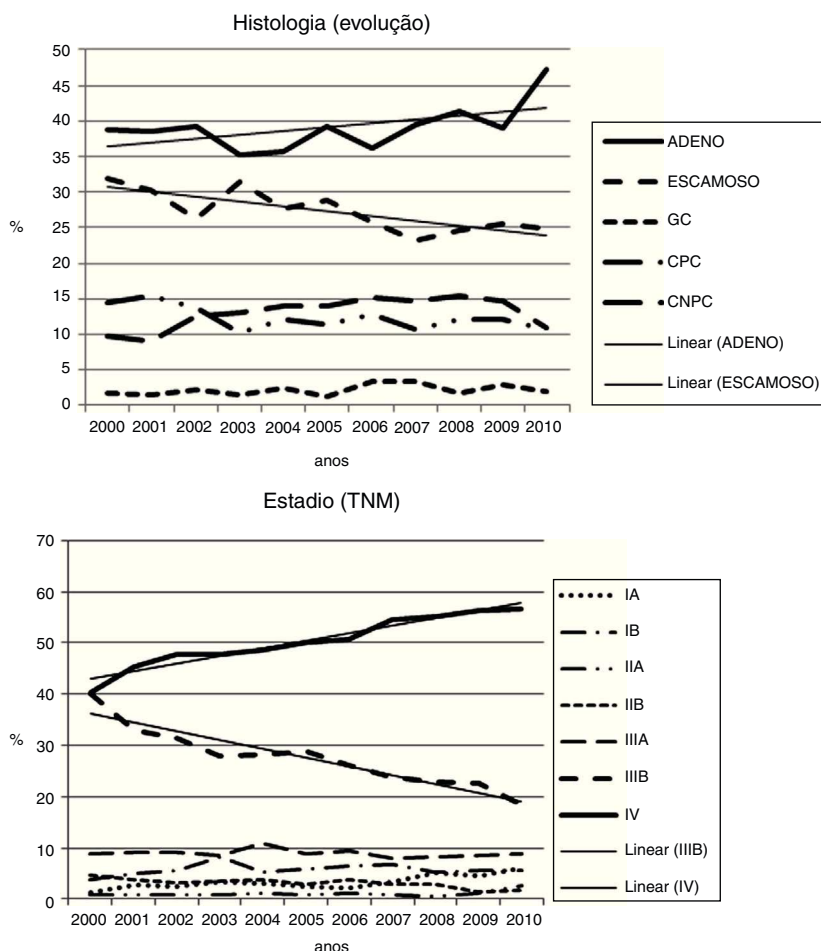 Histologia (evolução)
50
45
40
35
30
25
20
15
10
5
0
%
2000 2001 2002 2003 2004 2005 2006 2007 2008 2009 2010
anos
ADENO
ESCAMOSO
GC
CPC
CNPC
Linear (ADENO)
Linear (ESCAMOSO)
Estadio (TNM)
70
60
50
40
30
20
10
0
%
2000 2001 2002 2003 2004 2005 2006 2007 2008 2009 2010
anos
IA
IB
IIA
IIB
IIIA
IIIB
IV
Linear (IIIB)
Linear (IV)